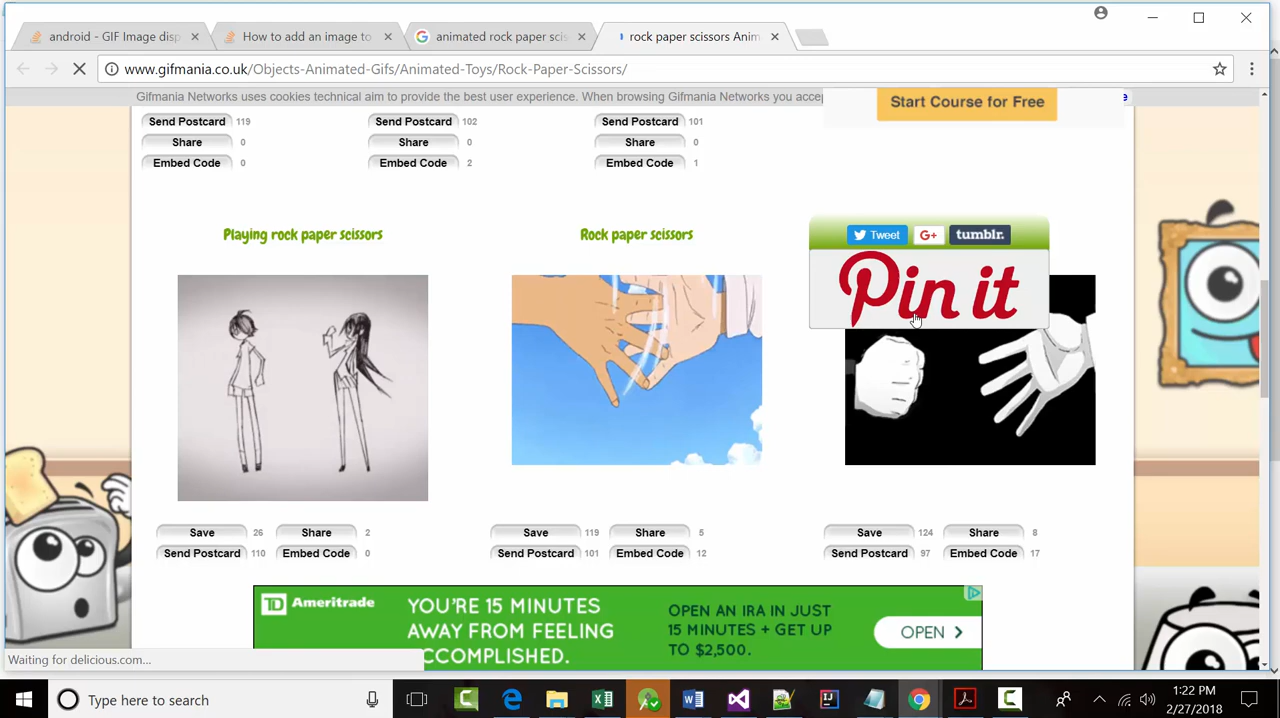 android - GIF Image disp
How to add an image to
animated rock paper scis
rock paper scissors Anim
www.gifmania.co.uk/Objects-Animated-Gifs/Animated-Toys/Rock-Paper-Scissors/
Gifmania Networks uses cookies technical aim to provide the best user experience. When browsing Gifmania Networks you accep
e
Start Course for Free
Send Postcard 119
Send Postcard 102
Send Postcard 101
Share 0
Share 0
Share 0
Embed Code 0
Embed Code 2
Embed Code 1
Playing rock paper scissors
Rock paper scissors
Tweet
G+
tumblr.
Pin it
Save 26
Share 2
Save 119
Share 5
Save 124
Share 8
Send Postcard 110
Embed Code 0
Send Postcard 101
Embed Code 12
Send Postcard 97
Embed Code 17
TD Ameritrade
YOU'RE 15 MINUTES
AWAY FROM FEELING
ACCOMPLISHED.
OPEN AN IRA IN JUST
15 MINUTES + GET UP
TO $2,500.
OPEN
Waiting for delicious.com...
Type here to search
1:22 PM
2/27/2018